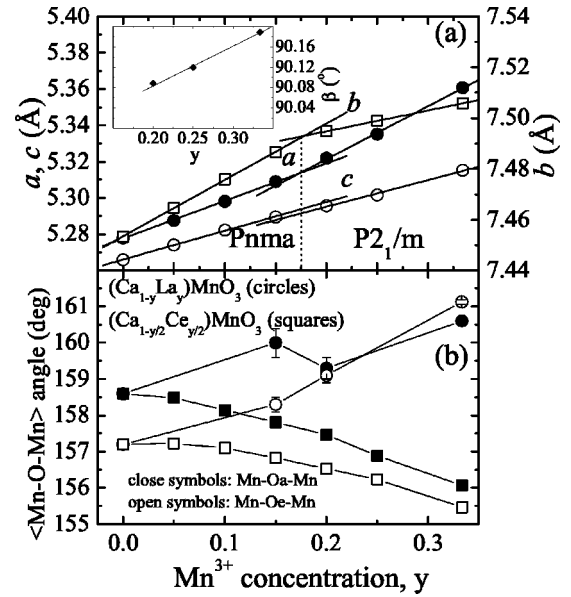 (a)
5.40
5.38
5.36
5.34
5.32
5.30
5.28
a, c (Å)
7.54
7.52
7.50
7.48
7.46
7.44
b (Å)
90.16
90.12
90.08
90.04
β (°)
0.20 0.25 0.30
y
b
a
c
Pnma P2₁/m
(Ca₁₋yLay)MnO₃ (circles)
(Ca₁₋y/₂Cey/₂)MnO₃ (squares)
(b)
161
160
159
158
157
156
155
<Mn-O-Mn> angle (deg)
close symbols: Mn-Oa-Mn
open symbols: Mn-Oe-Mn
0.0 0.1 0.2 0.3
Mn³⁺ concentration, y